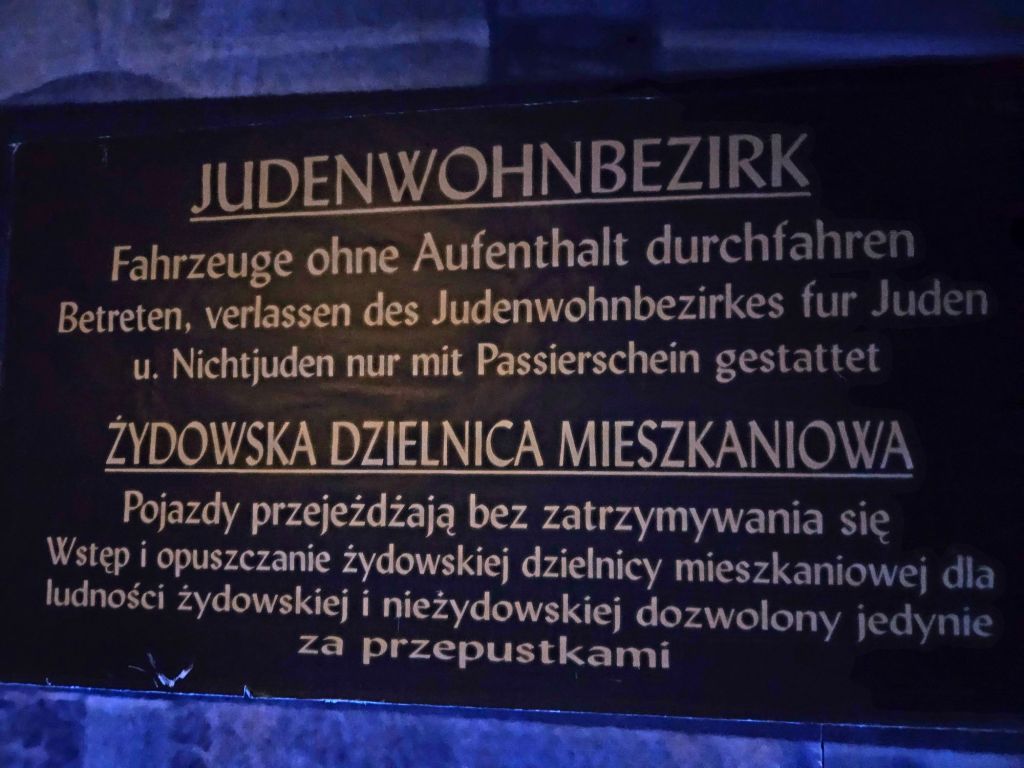 JUDENWOHNBEZIRK
Fahrzeuge ohne Aufenthalt durchfahren
Betreten, verlassen des Judenwohnbezirkes fur Juden
u. Nichtjuden nur mit Passierschein gestattet
ŻYDOWSKA DZIELNICA MIESZKANIOWA
Pojazdy przejeżdżają bez zatrzymywania się
Wstęp i opuszczanie żydowskiej dzielnicy mieszkaniowej dla
ludności żydowskiej i nieżydowskiej dozwolony jedynie
za przepustkami